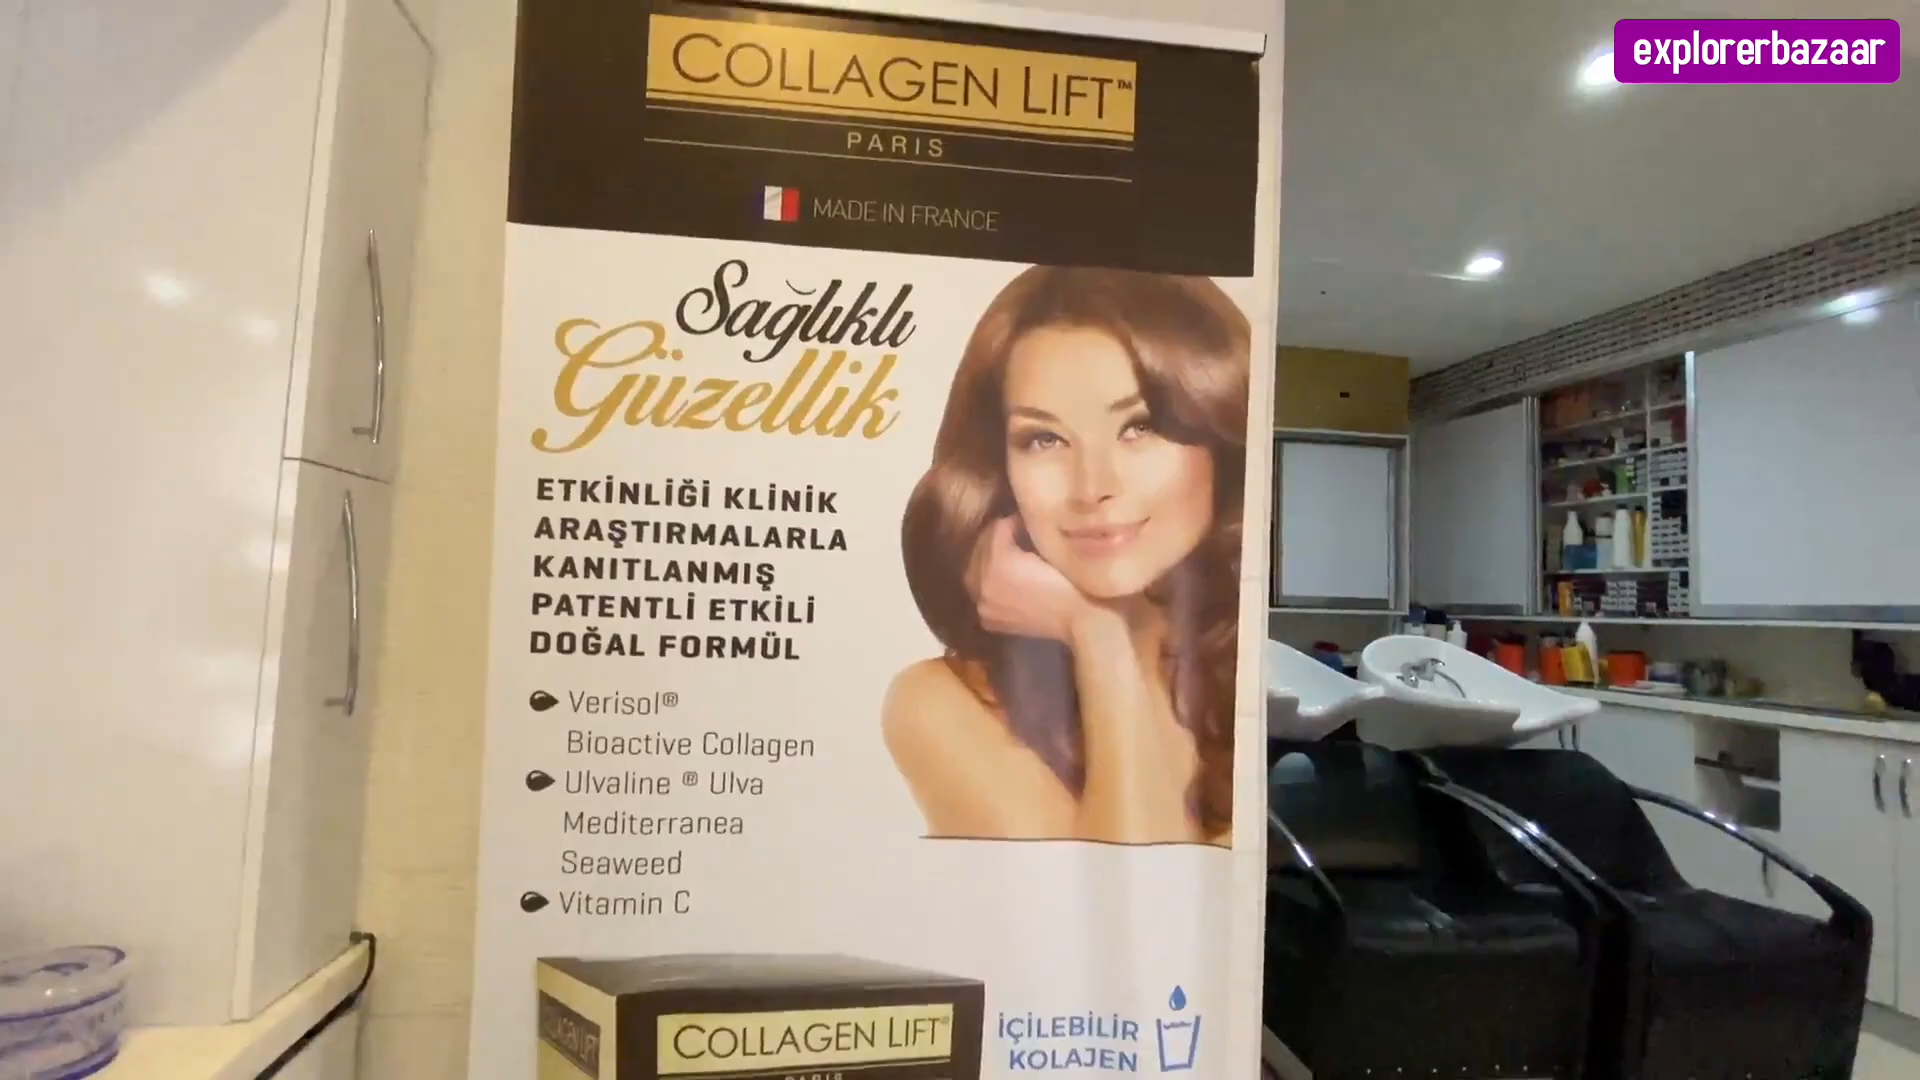 explorerbazaar
COLLAGEN LIFT™
PARIS
MADE IN FRANCE
Sağlıklı
Güzellik
ETKİNLİĞİ KLİNİK
ARAŞTIRMALARLA
KANITLANMIŞ
PATENTLİ ETKİLİ
DOĞAL FORMÜL
Verisol®
Bioactive Collagen
Ulvaline ® Ulva
Mediterranea
Seaweed
Vitamin C
COLLAGEN LIFT
COLLAGEN LIFT®
PARIS
İÇİLEBİLİR
KOLAJEN